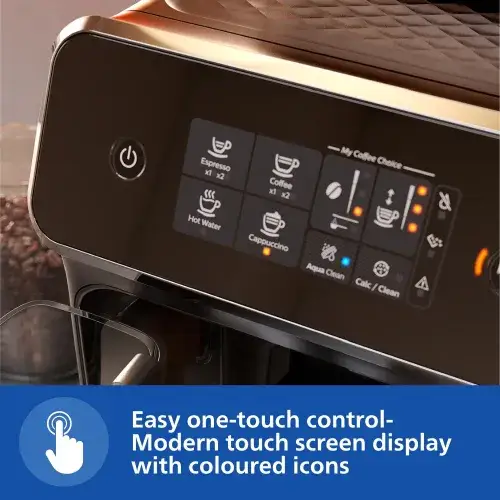 My Coffee Choice
Espresso
x1 x2
Coffee
x1 x2
Hot Water
Cappuccino
Aqua Clean
Calc / Clean
Easy one-touch control-
Modern touch screen display
with coloured icons